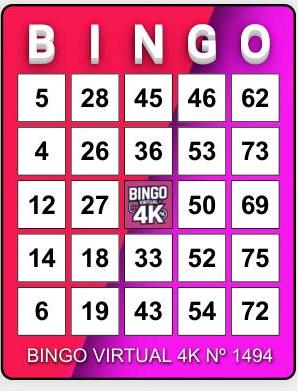 B I N G O
5 28 45 46 62
4 26 36 53 73
12 27 BINGO VIRTUAL 4K 50 69
14 18 33 52 75
6 19 43 54 72
BINGO VIRTUAL 4K Nº 1494